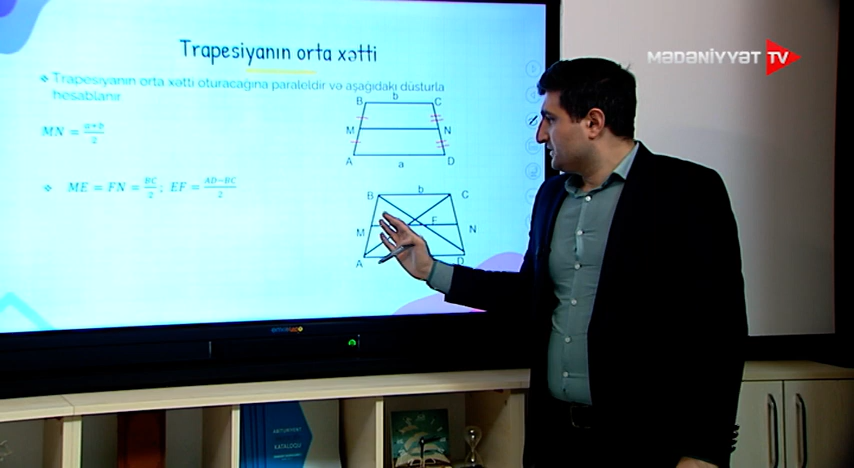 MƏDƏNİYYƏT TV
Trapesiyanın orta xətti
❖ Trapesiyanın orta xətti oturacağına paraleldir və aşağıdakı düsturla
hesablanır
B b C
MN = a+b/2
M N
A a D
❖ ME = FN = BC/2; EF = AD−BC/2
B b C
M F N
A D
KATALOQU